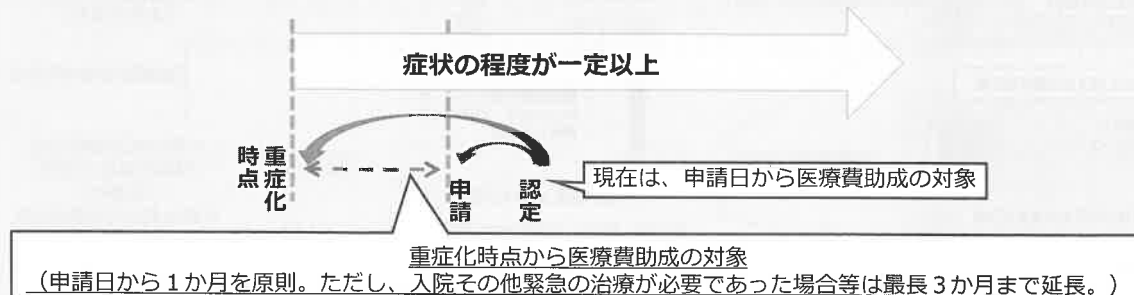 症状の程度が一定以上
重症化
時点
申請
認定
現在は、申請日から医療費助成の対象
重症化時点から医療費助成の対象
（申請日から１か月を原則。ただし、入院その他緊急の治療が必要であった場合等は最長３か月まで延長。）